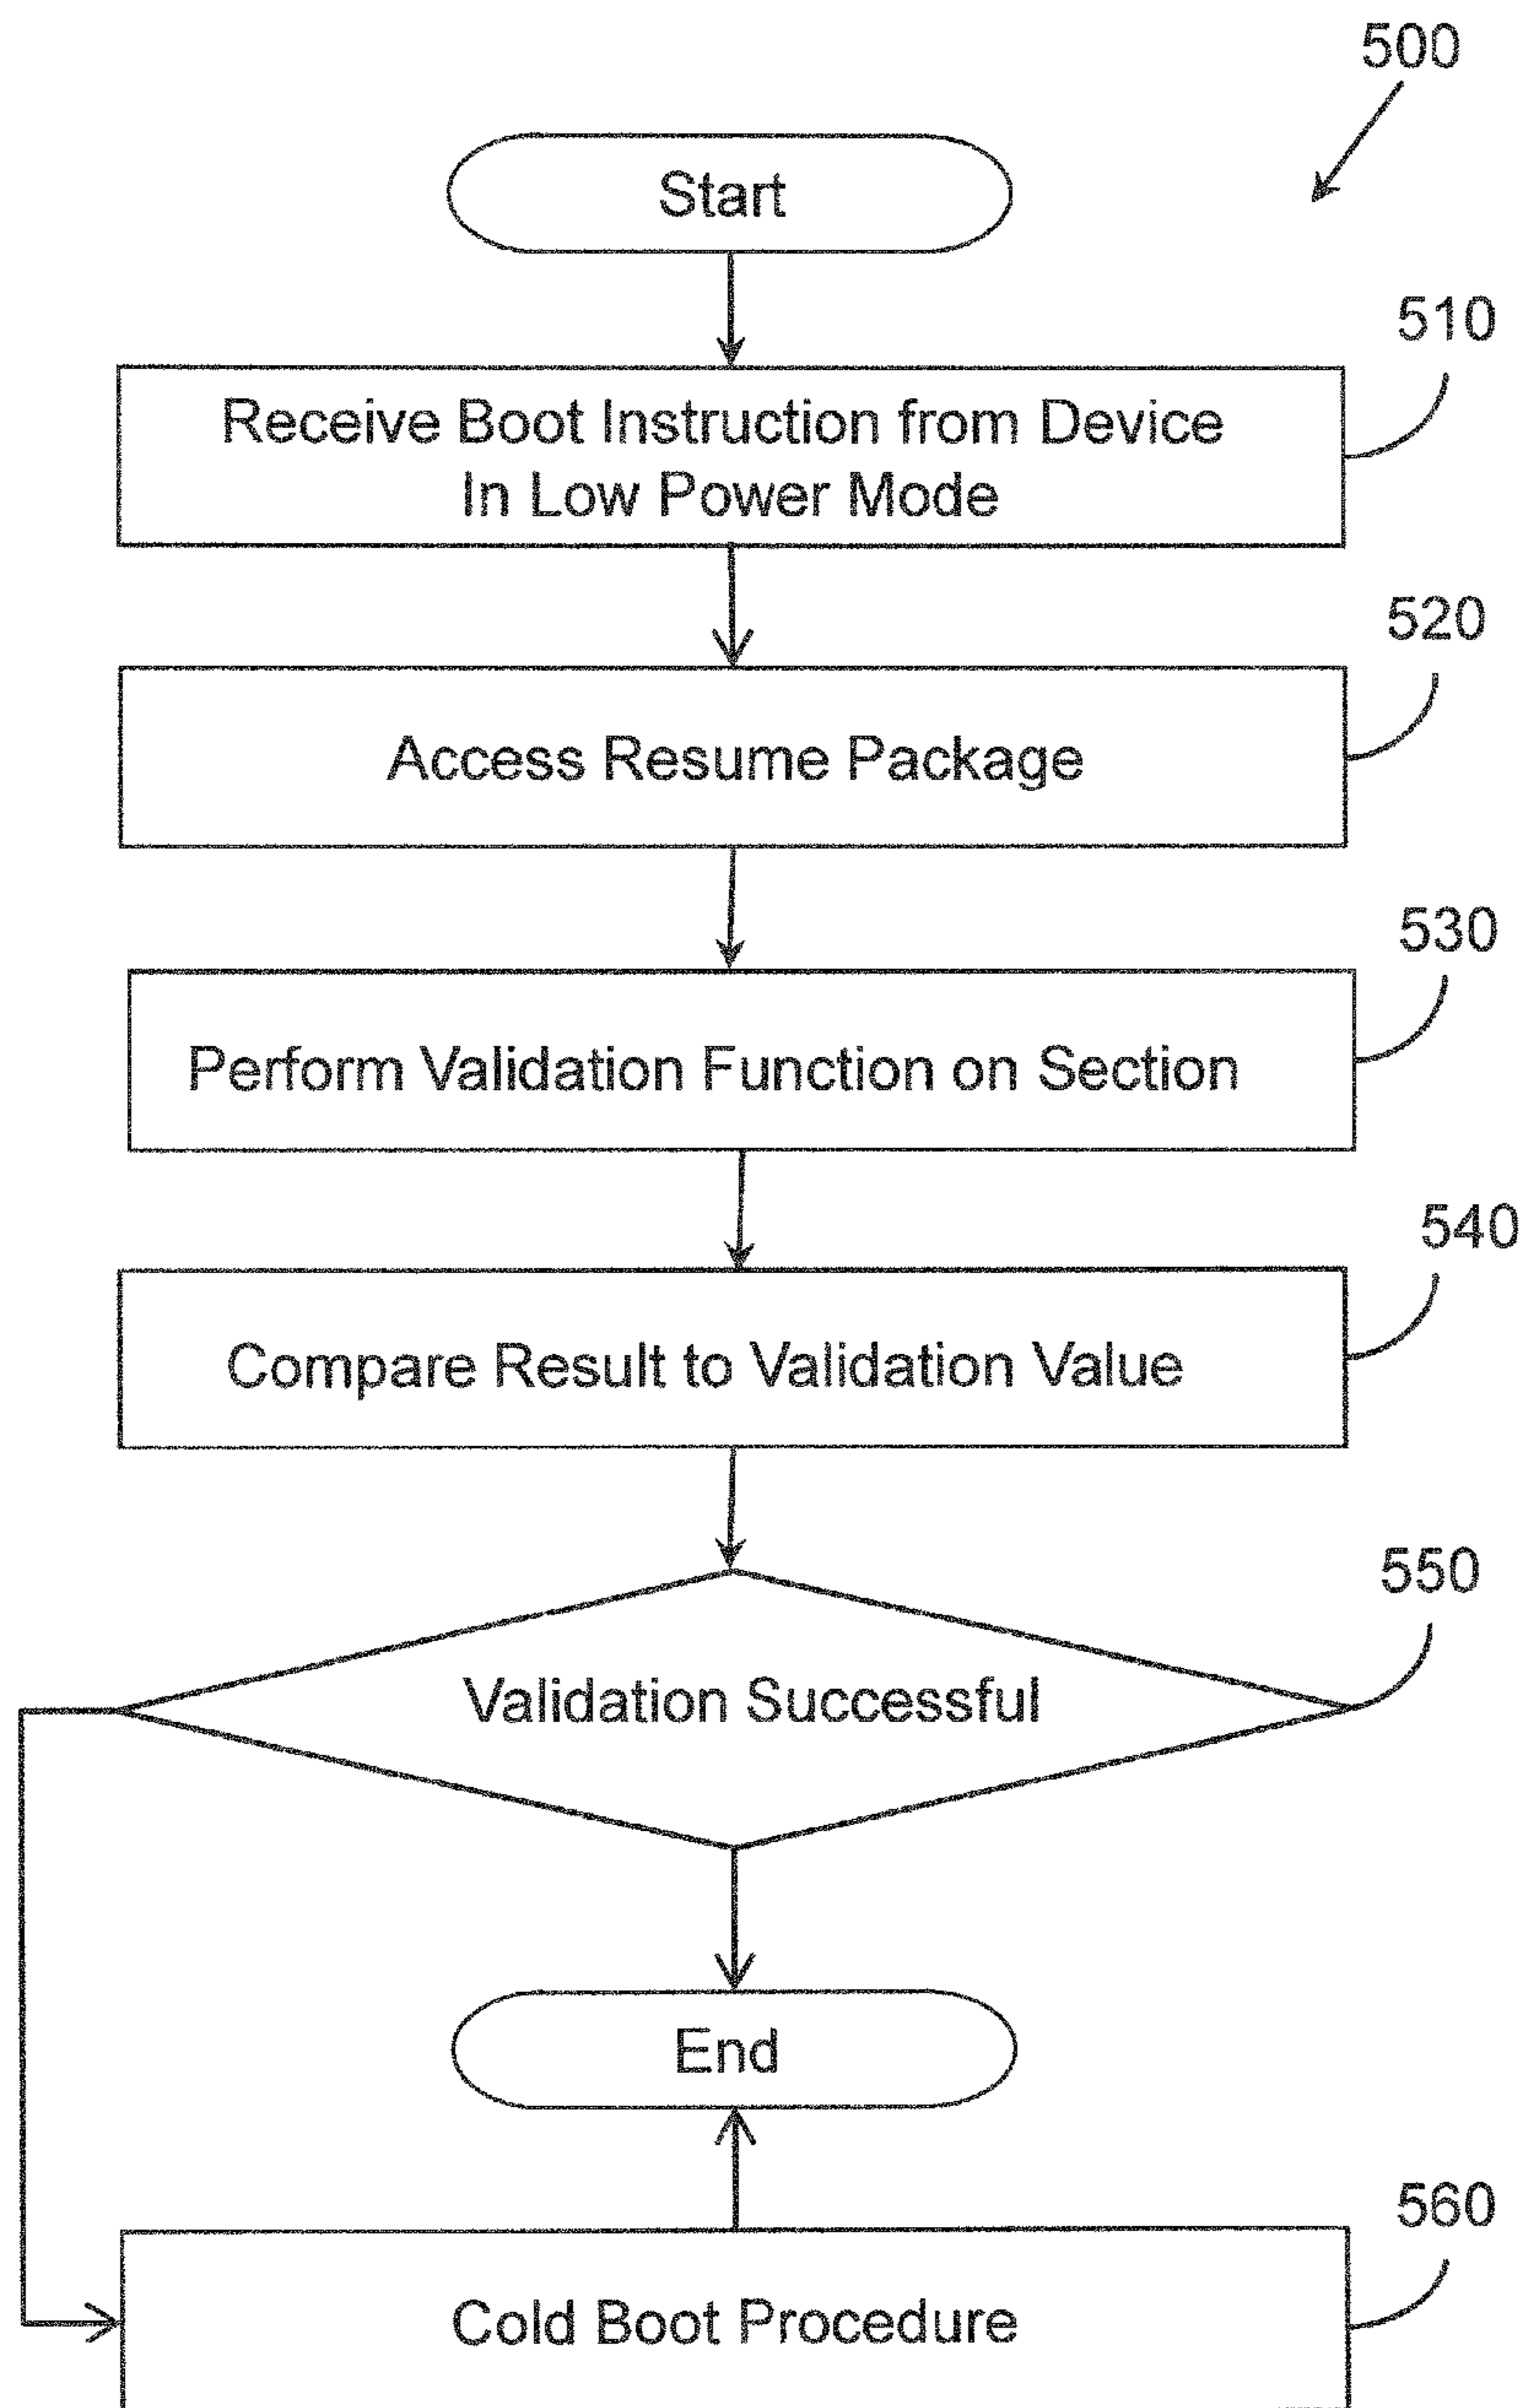 500
Start
510
Receive Boot Instruction from Device
In Low Power Mode
520
Access Resume Package
530
Perform Validation Function on Section
540
Compare Result to Validation Value
550
Validation Successful
End
560
Cold Boot Procedure